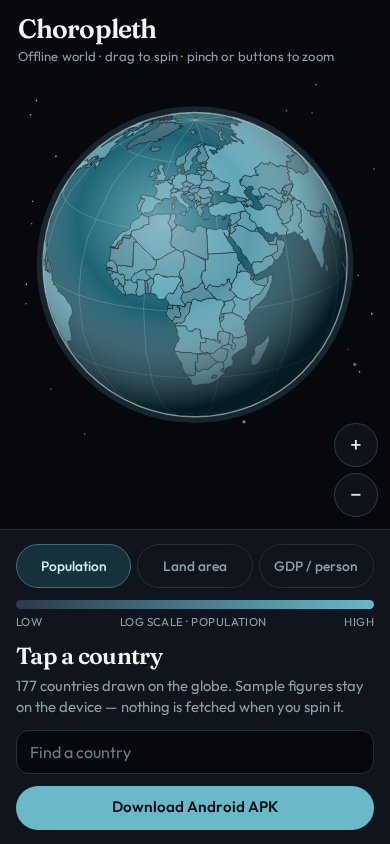 Choropleth
Offline world · drag to spin · pinch or buttons to zoom
+
−
Population
Land area
GDP / person
LOW
LOG SCALE · POPULATION
HIGH
Tap a country
177 countries drawn on the globe. Sample figures stay
on the device — nothing is fetched when you spin it.
Find a country
Download Android APK